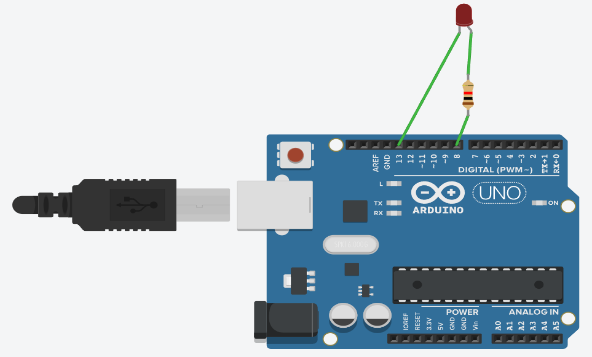 AREF
GND
13
12
~11
~10
~9
8
7
~6
~5
4
~3
2
TX→1
RX←0
DIGITAL (PWM~)
L
TX
RX
ARDUINO
UNO
ON
POWER
ANALOG IN
IOREF
RESET
3.3V
5V
GND
GND
Vin
A0
A1
A2
A3
A4
A5